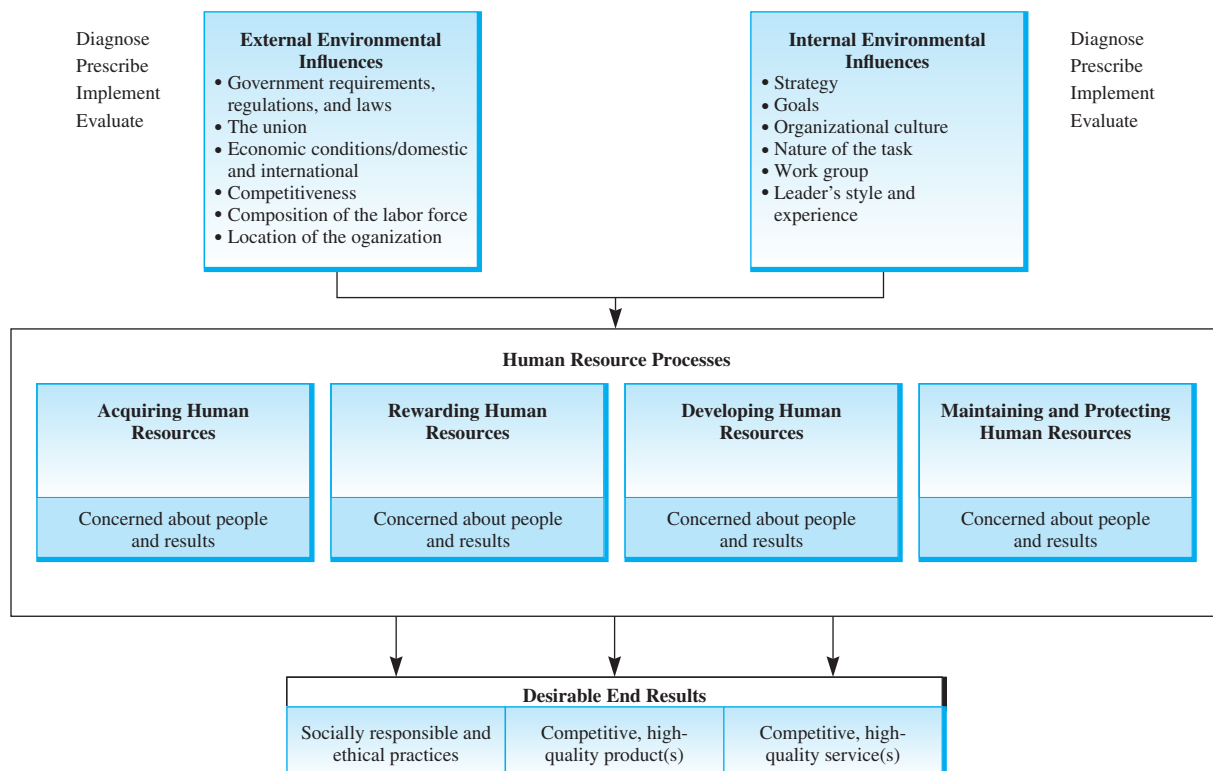 Diagnose
Prescribe
Implement
Evaluate
External Environmental
Influences
• Government requirements,
regulations, and laws
• The union
• Economic conditions/domestic
and international
• Competitiveness
• Composition of the labor force
• Location of the oganization
Internal Environmental
Influences
• Strategy
• Goals
• Organizational culture
• Nature of the task
• Work group
• Leader's style and
experience
Diagnose
Prescribe
Implement
Evaluate
Human Resource Processes
Acquiring Human
Resources
Concerned about people
and results
Rewarding Human
Resources
Concerned about people
and results
Developing Human
Resources
Concerned about people
and results
Maintaining and Protecting
Human Resources
Concerned about people
and results
Desirable End Results
Socially responsible and
ethical practices
Competitive, high-
quality product(s)
Competitive, high-
quality service(s)